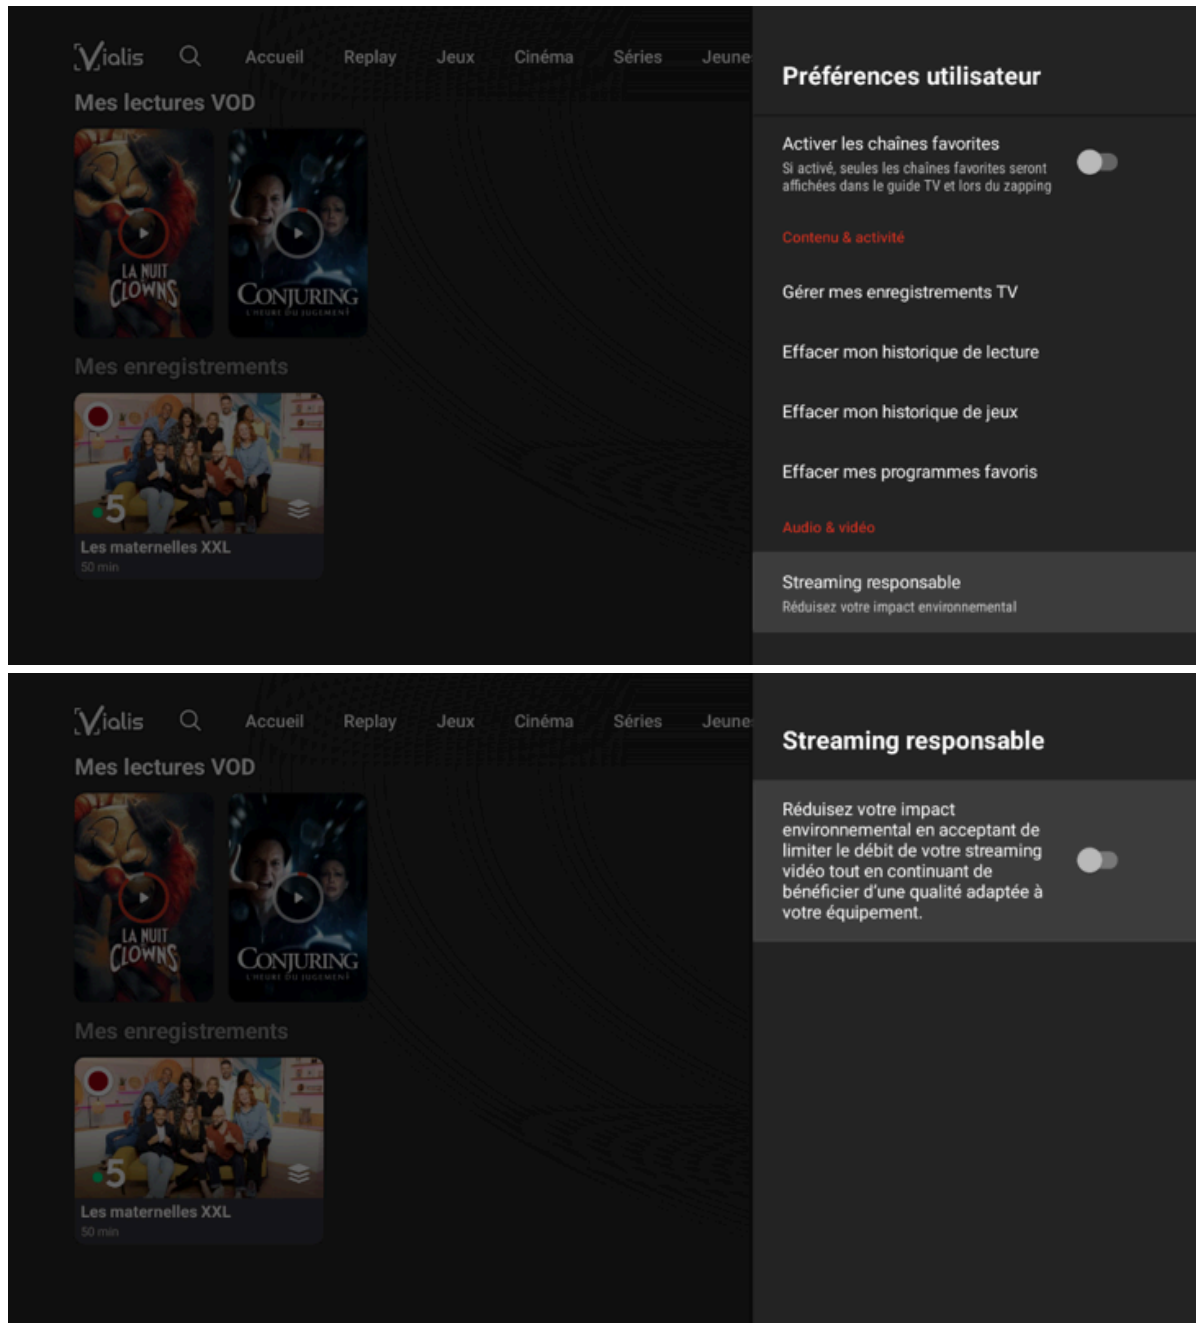 Vialis Accueil Replay Jeux Cinéma Séries Jeune
Mes lectures VOD
LA NUIT
CLOWNS
CONJURING
L'HEURE DU JUGEMENT
Mes enregistrements
5
Les maternelles XXL
50 min
Préférences utilisateur
Activer les chaînes favorites
Si activé, seules les chaînes favorites seront
affichées dans le guide TV et lors du zapping
Contenu & activité
Gérer mes enregistrements TV
Effacer mon historique de lecture
Effacer mon historique de jeux
Effacer mes programmes favoris
Audio & vidéo
Streaming responsable
Réduisez votre impact environnemental
Vialis Accueil Replay Jeux Cinéma Séries Jeune
Mes lectures VOD
LA NUIT
CLOWNS
CONJURING
L'HEURE DU JUGEMENT
Mes enregistrements
5
Les maternelles XXL
50 min
Streaming responsable
Réduisez votre impact
environnemental en acceptant de
limiter le débit de votre streaming
vidéo tout en continuant de
bénéficier d'une qualité adaptée à
votre équipement.